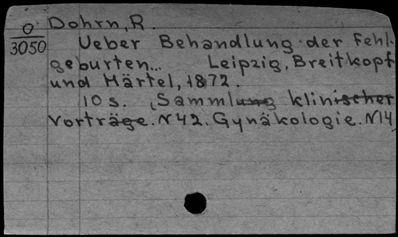 O
3050
Dohrn, R.
Ueber Behandlung der Fehl-
geburten... Leipzig, Breitkopf
und Härtel, 1872.
10 s. (Sammlung klinischer
Vorträge. N 42. Gynäkologie. N 14